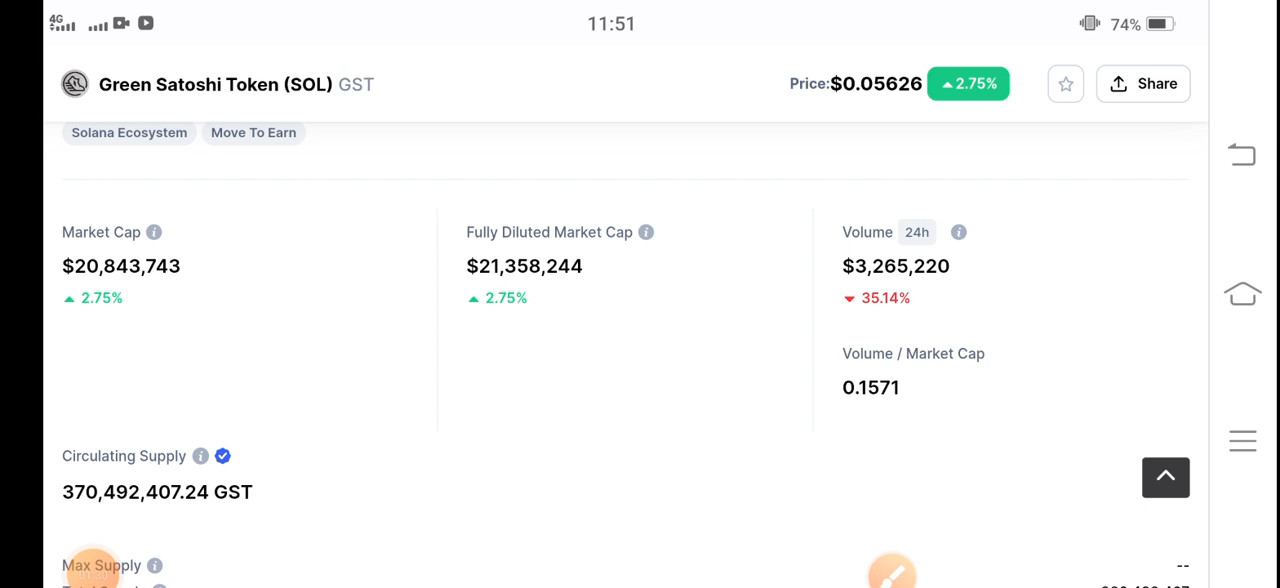 4G 11:51 74%
Green Satoshi Token (SOL) GST Price:$0.05626 2.75% Share
Solana Ecosystem Move To Earn
Market Cap Fully Diluted Market Cap Volume 24h
$20,843,743 $21,358,244 $3,265,220
2.75% 2.75% 35.14%
Volume / Market Cap
0.1571
Circulating Supply
370,492,407.24 GST
Max Supply --
01:30